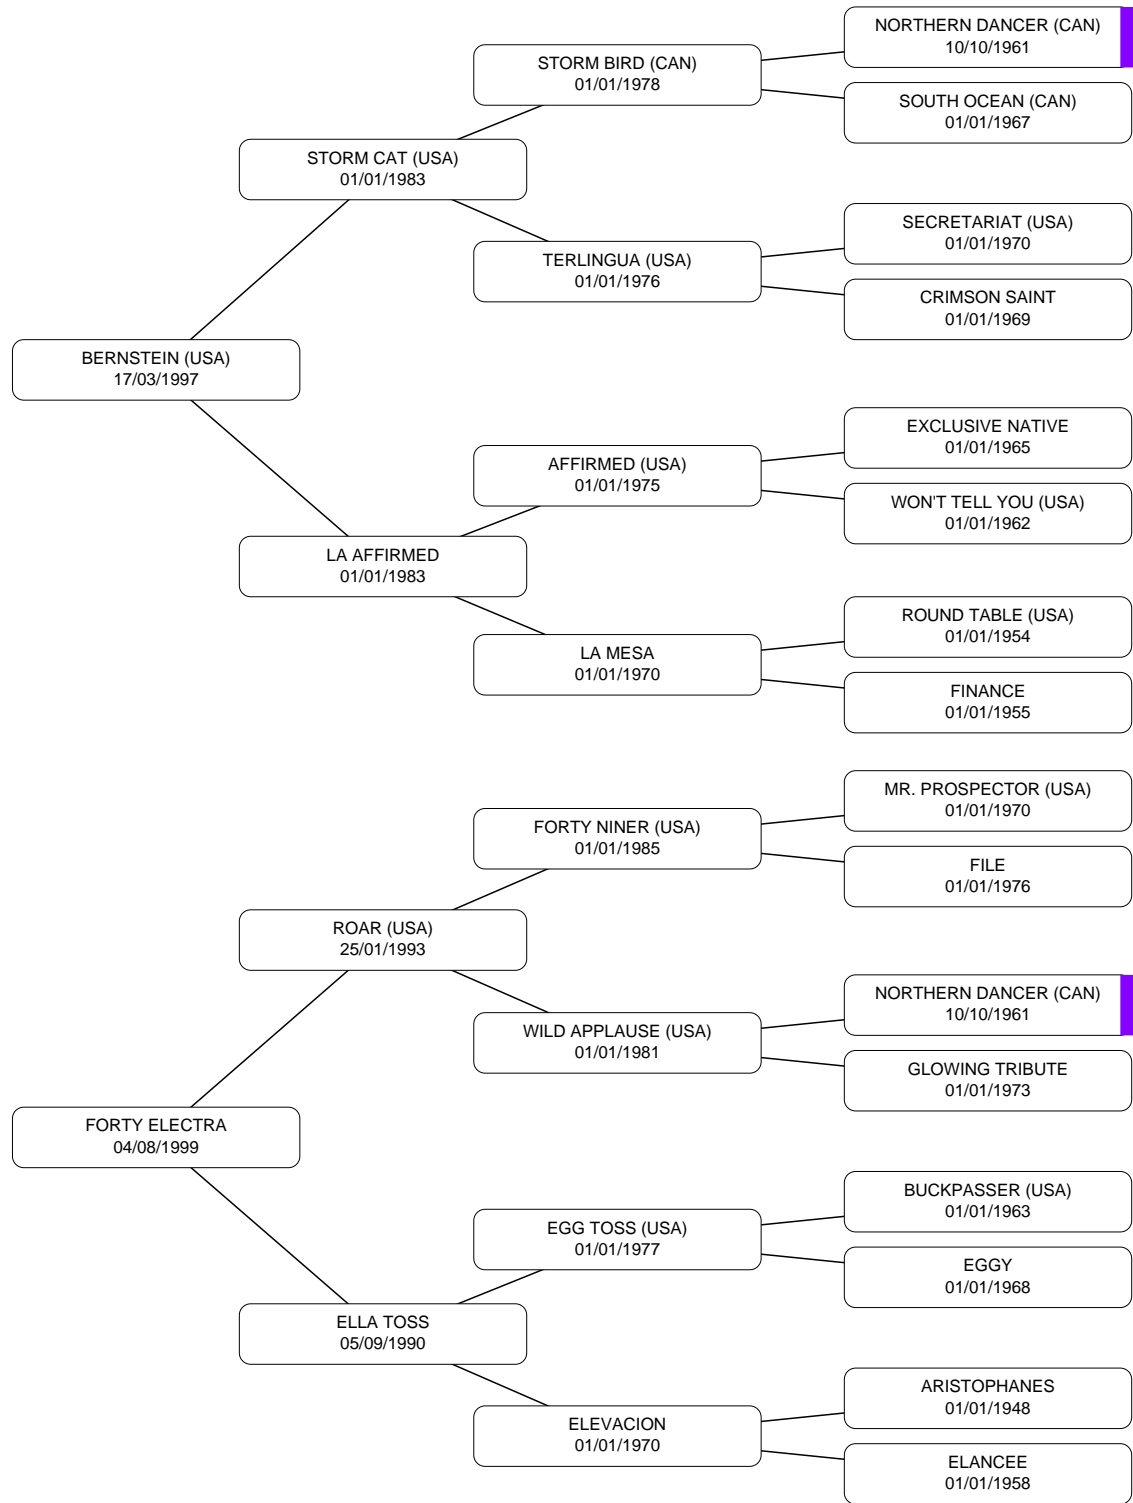 NORTHERN DANCER (CAN)
10/10/1961
STORM BIRD (CAN)
01/01/1978
SOUTH OCEAN (CAN)
01/01/1967
STORM CAT (USA)
01/01/1983
SECRETARIAT (USA)
01/01/1970
TERLINGUA (USA)
01/01/1976
CRIMSON SAINT
01/01/1969
BERNSTEIN (USA)
17/03/1997
EXCLUSIVE NATIVE
01/01/1965
AFFIRMED (USA)
01/01/1975
WON'T TELL YOU (USA)
01/01/1962
LA AFFIRMED
01/01/1983
ROUND TABLE (USA)
01/01/1954
LA MESA
01/01/1970
FINANCE
01/01/1955
MR. PROSPECTOR (USA)
01/01/1970
FORTY NINER (USA)
01/01/1985
FILE
01/01/1976
ROAR (USA)
25/01/1993
NORTHERN DANCER (CAN)
10/10/1961
WILD APPLAUSE (USA)
01/01/1981
GLOWING TRIBUTE
01/01/1973
FORTY ELECTRA
04/08/1999
BUCKPASSER (USA)
01/01/1963
EGG TOSS (USA)
01/01/1977
EGGY
01/01/1968
ELLA TOSS
05/09/1990
ARISTOPHANES
01/01/1948
ELEVACION
01/01/1970
ELANCEE
01/01/1958